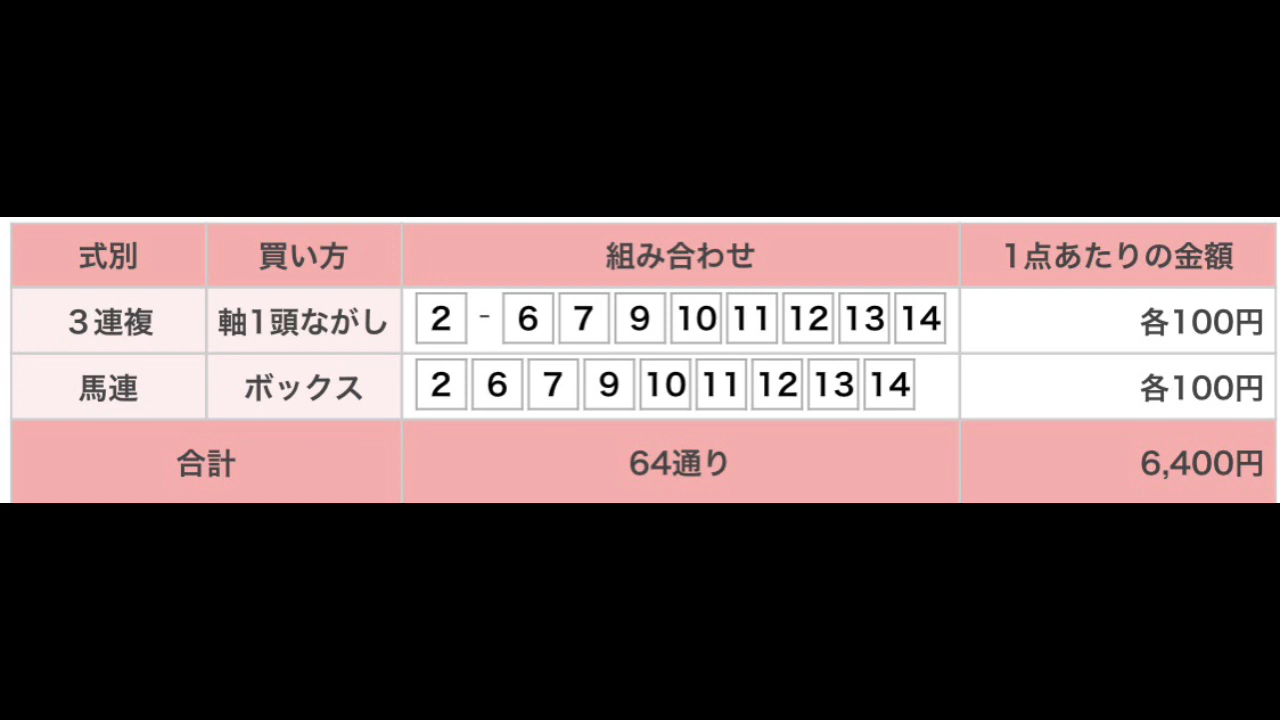 式別 買い方 組み合わせ 1点あたりの金額
３連複 軸1頭ながし 2 - 6 7 9 10 11 12 13 14 各100円
馬連 ボックス 2 6 7 9 10 11 12 13 14 各100円
合計 64通り 6,400円